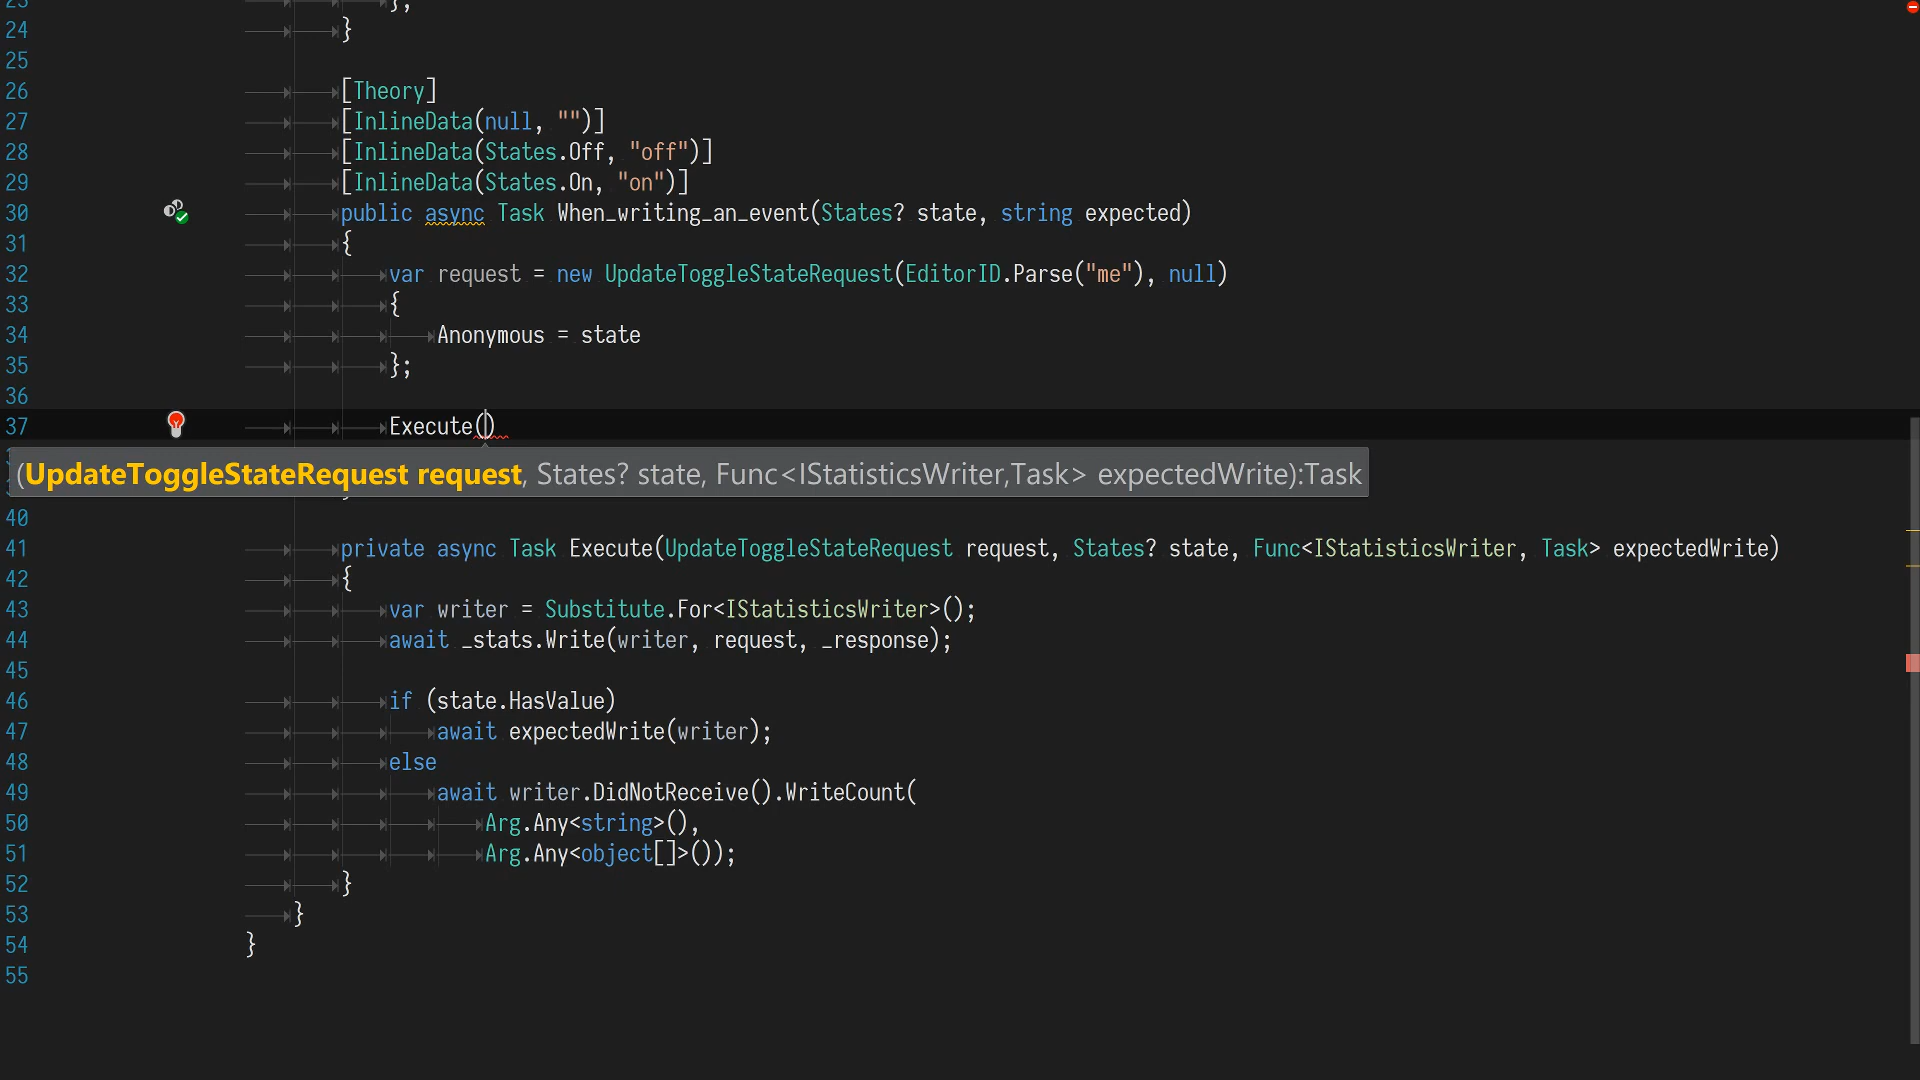 23 };
24 }
25
26 [Theory]
27 [InlineData(null, "")]
28 [InlineData(States.Off, "off")]
29 [InlineData(States.On, "on")]
30 public async Task When_writing_an_event(States? state, string expected)
31 {
32 var request = new UpdateToggleStateRequest(EditorID.Parse("me"), null)
33 {
34 Anonymous = state
35 };
36
37 Execute()
(UpdateToggleStateRequest request, States? state, Func<IStatisticsWriter,Task> expectedWrite):Task
40
41 private async Task Execute(UpdateToggleStateRequest request, States? state, Func<IStatisticsWriter, Task> expectedWrite)
42 {
43 var writer = Substitute.For<IStatisticsWriter>();
44 await _stats.Write(writer, request, _response);
45
46 if (state.HasValue)
47 await expectedWrite(writer);
48 else
49 await writer.DidNotReceive().WriteCount(
50 Arg.Any<string>(),
51 Arg.Any<object[]>());
52 }
53 }
54 }
55